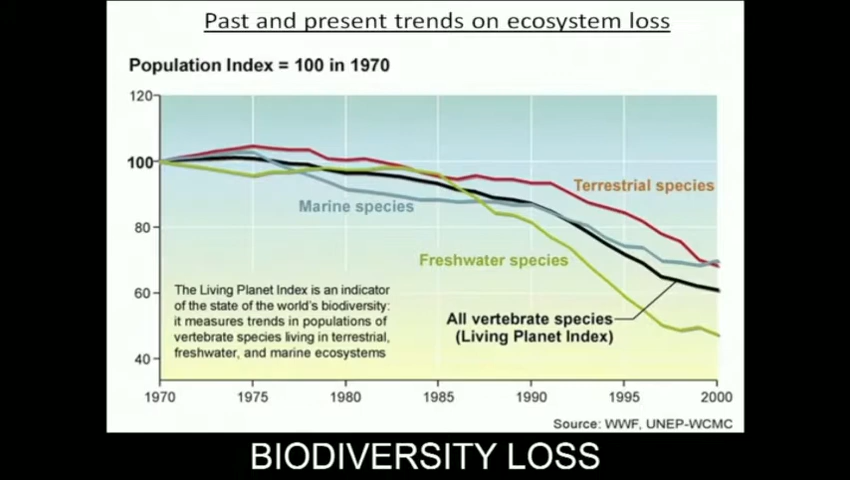 Past and present trends on ecosystem loss
Population Index = 100 in 1970
120
100
80
60
40
Terrestrial species
Marine species
Freshwater species
The Living Planet Index is an indicator
of the state of the world's biodiversity:
it measures trends in populations of
vertebrate species living in terrestrial,
freshwater, and marine ecosystems
All vertebrate species
(Living Planet Index)
1970 1975 1980 1985 1990 1995 2000
Source: WWF, UNEP-WCMC
BIODIVERSITY LOSS